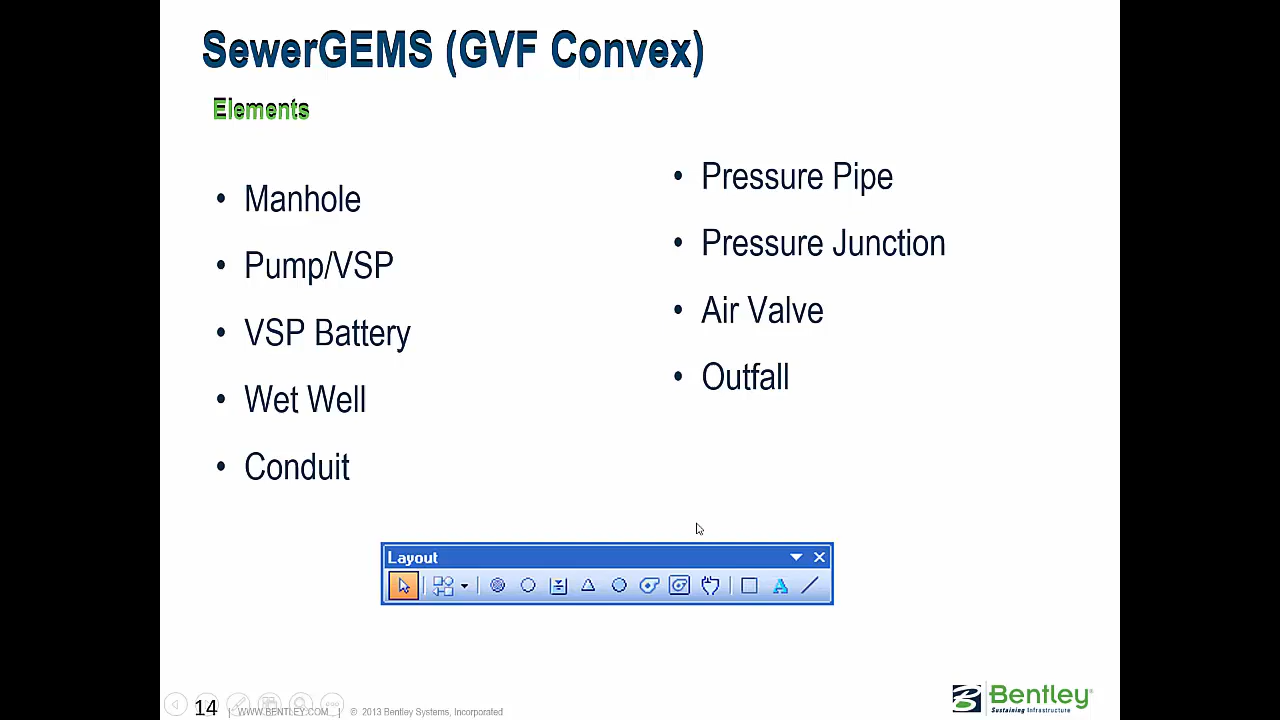 SewerGEMS (GVF Convex)
Elements
• Manhole
• Pump/VSP
• VSP Battery
• Wet Well
• Conduit
• Pressure Pipe
• Pressure Junction
• Air Valve
• Outfall
Layout
A
14 | WWW.BENTLEY.COM | © 2013 Bentley Systems, Incorporated
Bentley®
Sustaining Infrastructure